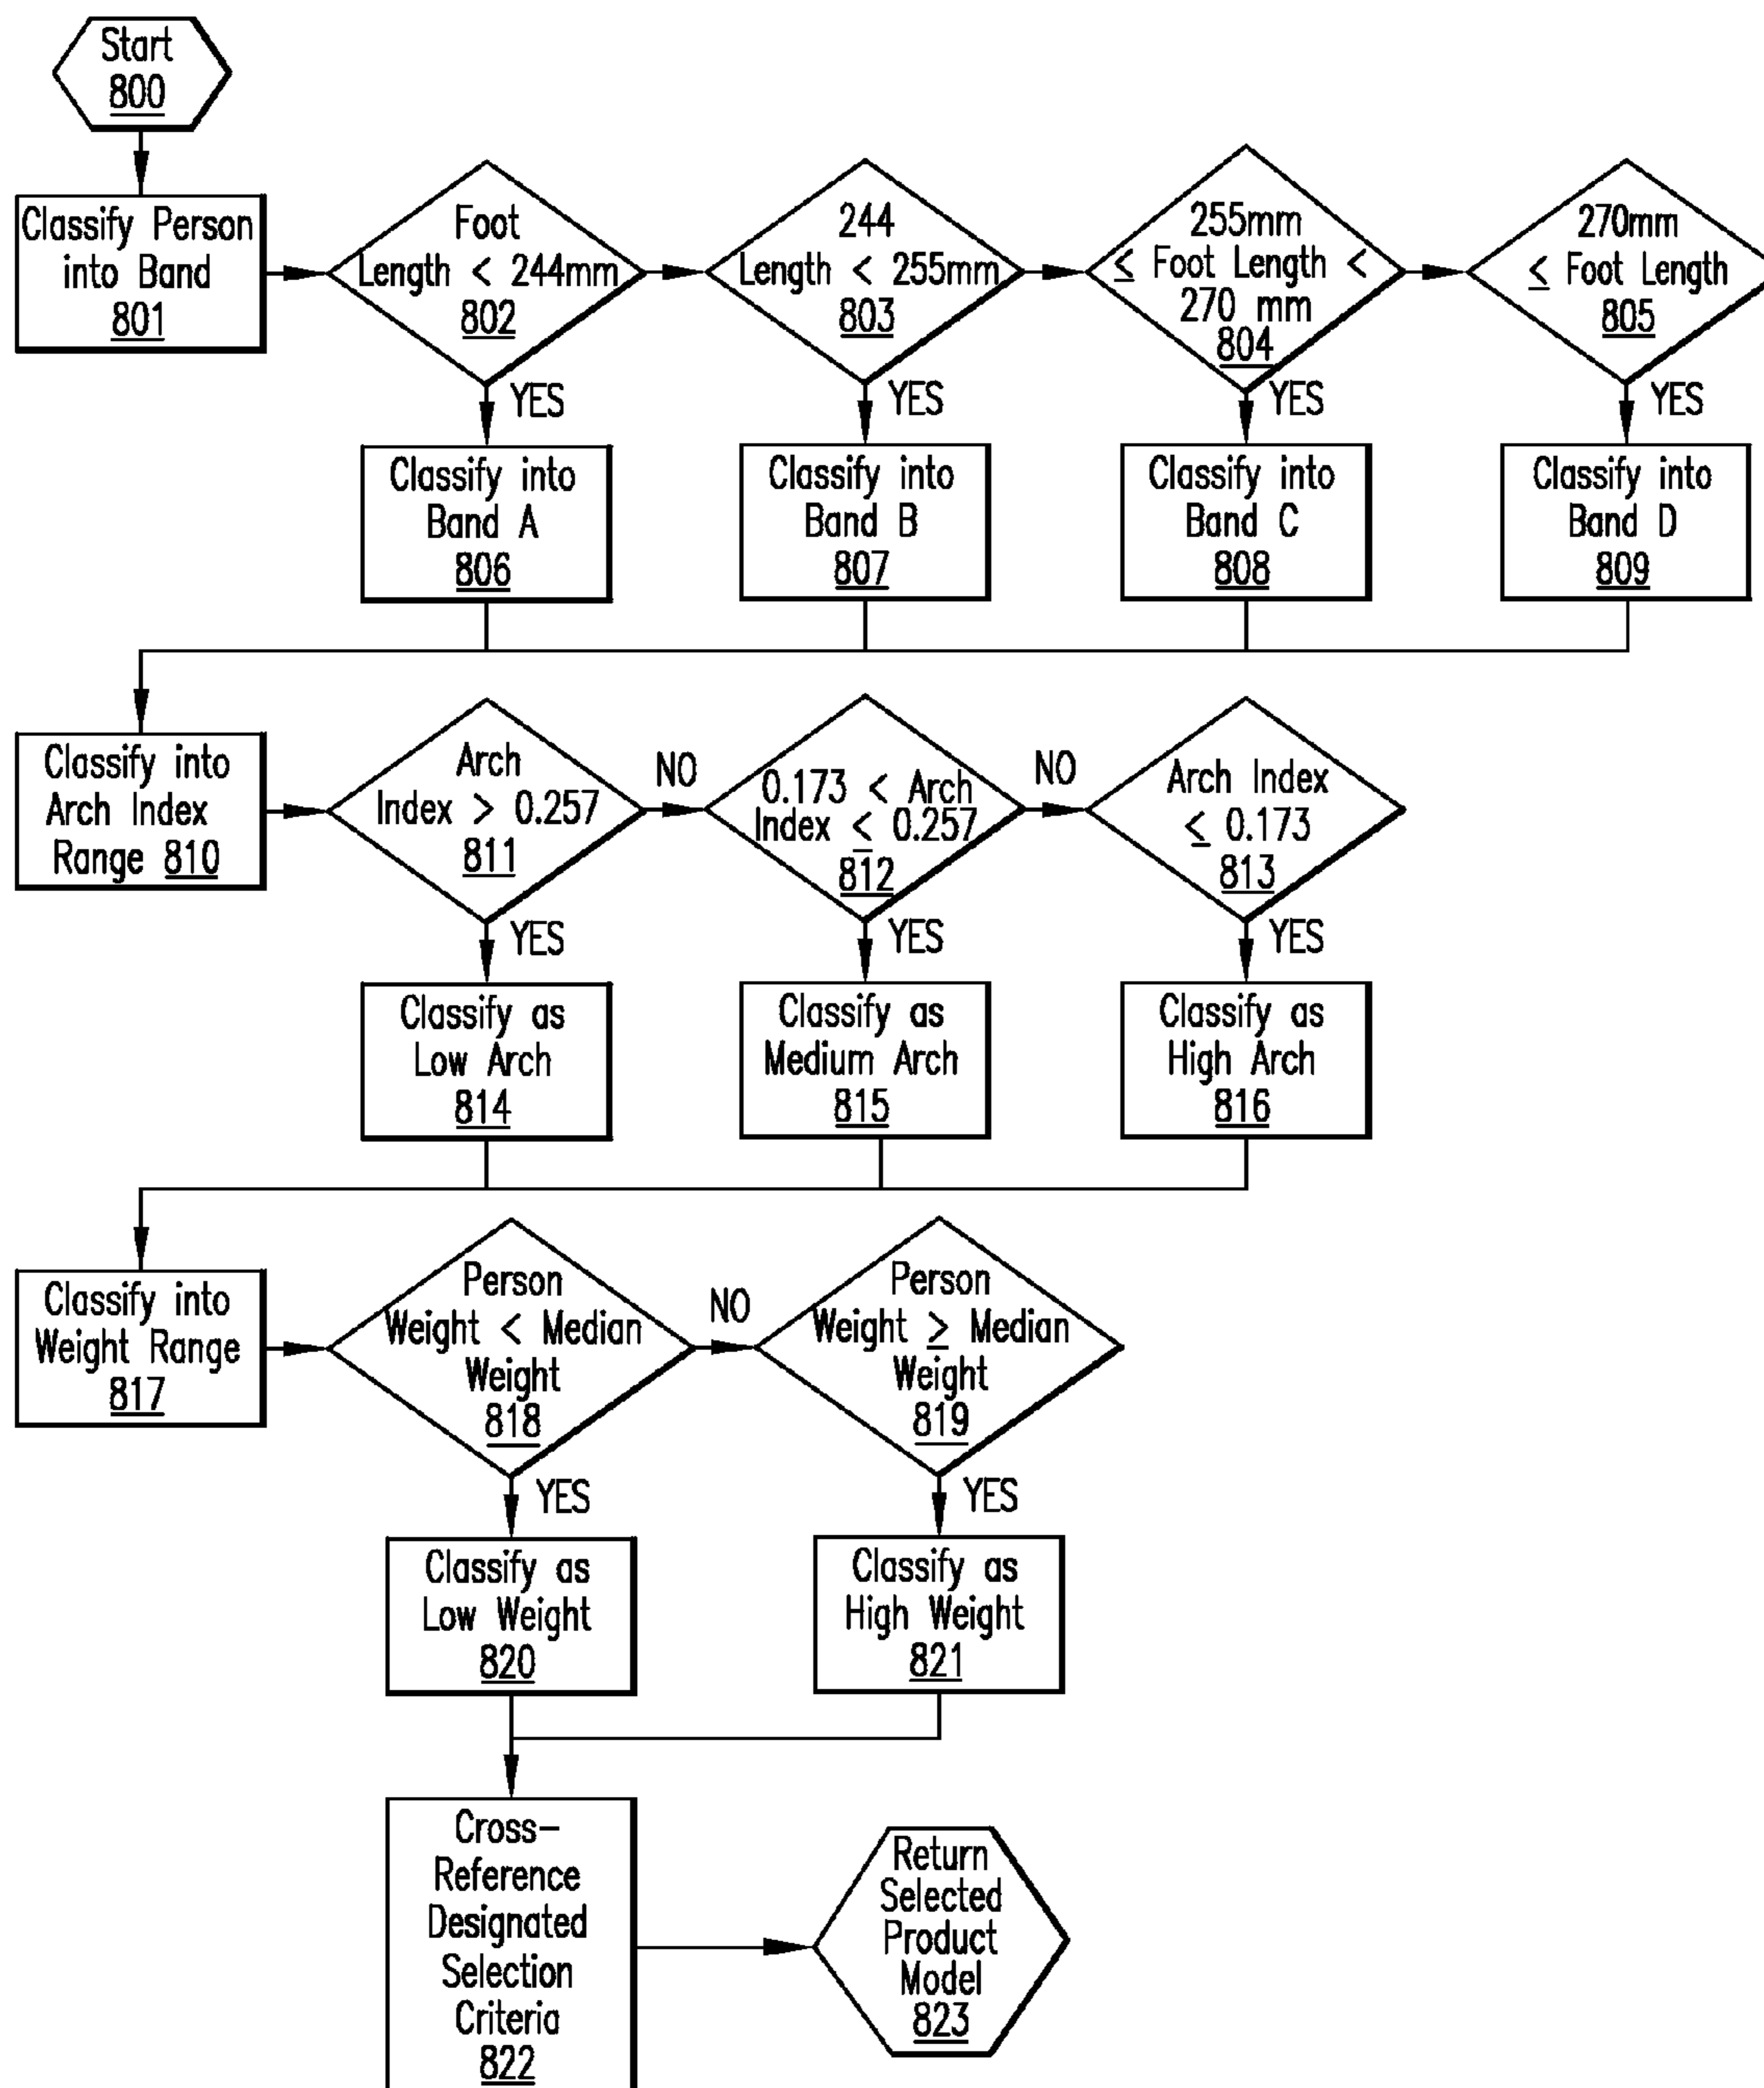 Start
800
Classify Person
into Band
801
Foot
Length < 244mm
802
244
Length < 255mm
803
255mm
≤ Foot Length <
270 mm
804
270mm
≤ Foot Length
805
YES
YES
YES
YES
Classify into
Band A
806
Classify into
Band B
807
Classify into
Band C
808
Classify into
Band D
809
Classify into
Arch Index
Range 810
Arch
Index > 0.257
811
NO
0.173 < Arch
Index ≤ 0.257
812
NO
Arch Index
≤ 0.173
813
YES
YES
YES
Classify as
Low Arch
814
Classify as
Medium Arch
815
Classify as
High Arch
816
Classify into
Weight Range
817
Person
Weight < Median
Weight
818
NO
Person
Weight ≥ Median
Weight
819
YES
YES
Classify as
Low Weight
820
Classify as
High Weight
821
Cross-
Reference
Designated
Selection
Criteria
822
Return
Selected
Product
Model
823